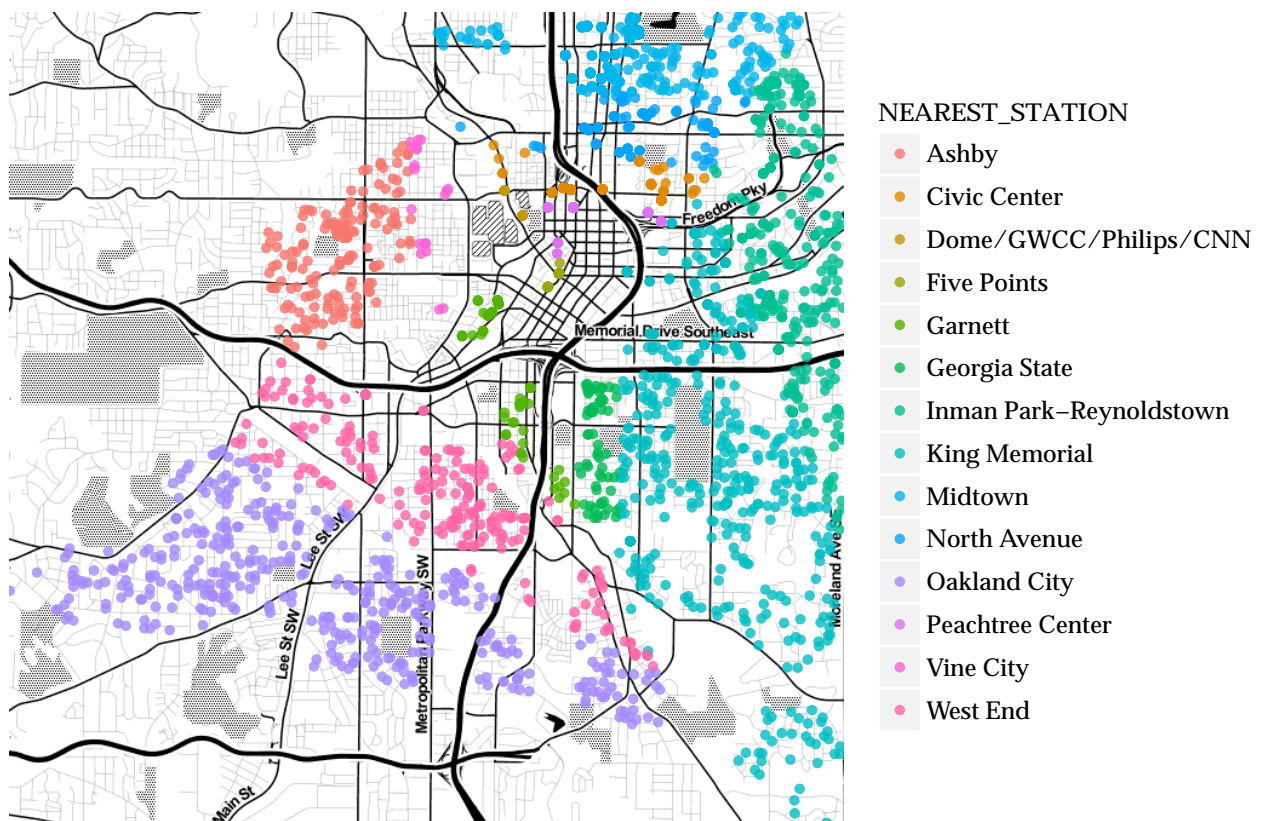 NEAREST_STATION
Ashby
Civic Center
Dome/GWCC/Philips/CNN
Five Points
Garnett
Georgia State
Inman Park–Reynoldstown
King Memorial
Midtown
North Avenue
Oakland City
Peachtree Center
Vine City
West End
Freedom Pky
Memorial Drive Southeast
Lee St SW
Lee St SW
Metropolitan SW
Ave
Main St